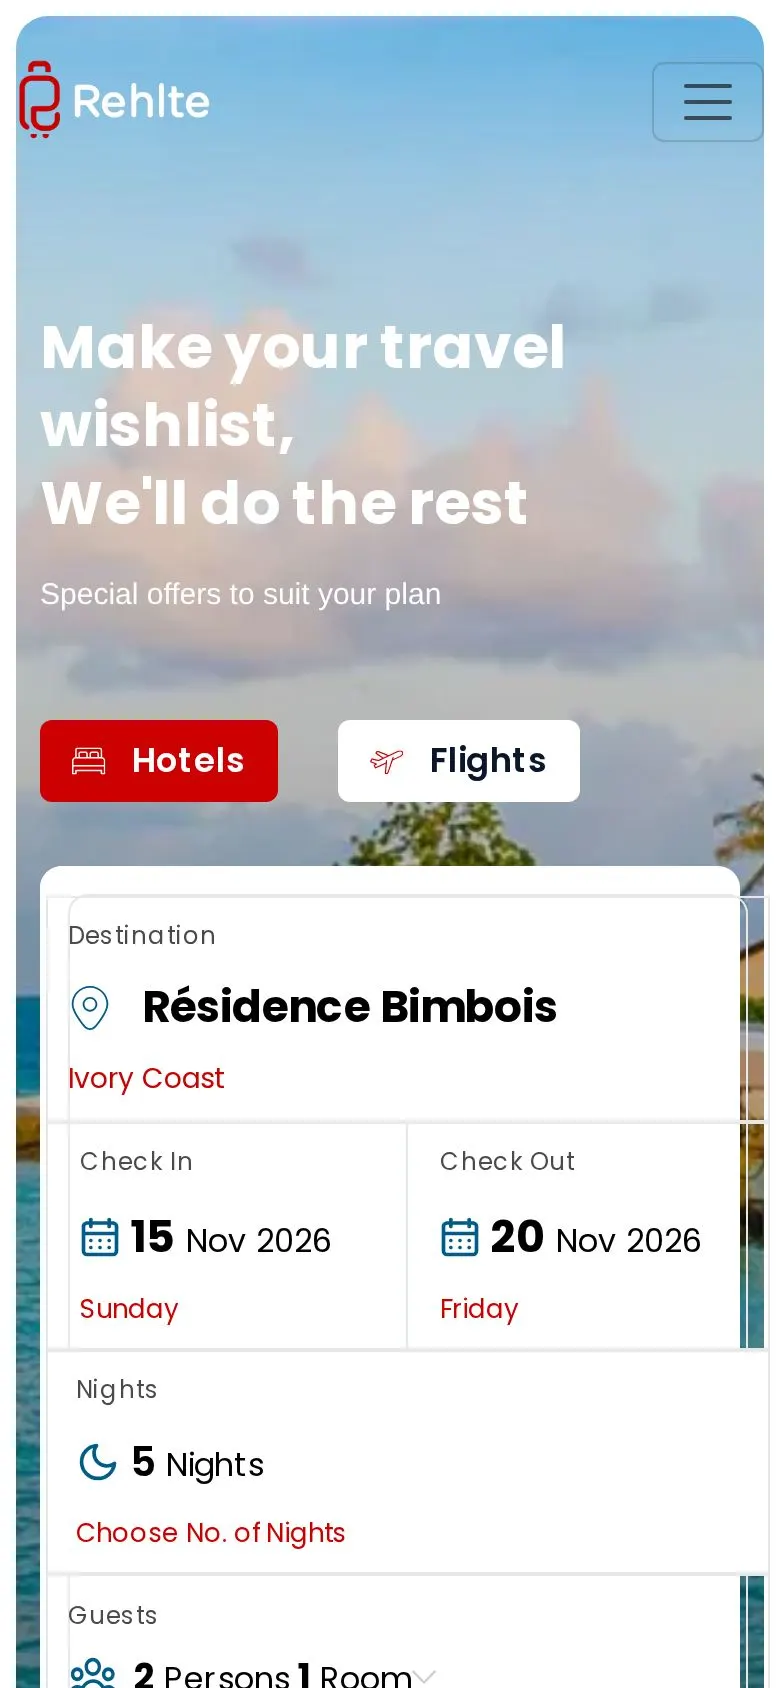 Rehlte
Make your travel
wishlist,
We'll do the rest
Special offers to suit your plan
Hotels
Flights
Destination
Résidence Bimbois
Ivory Coast
Check In
15 Nov 2026
Sunday
Check Out
20 Nov 2026
Friday
Nights
5 Nights
Choose No. of Nights
Guests
2 Persons 1 Room